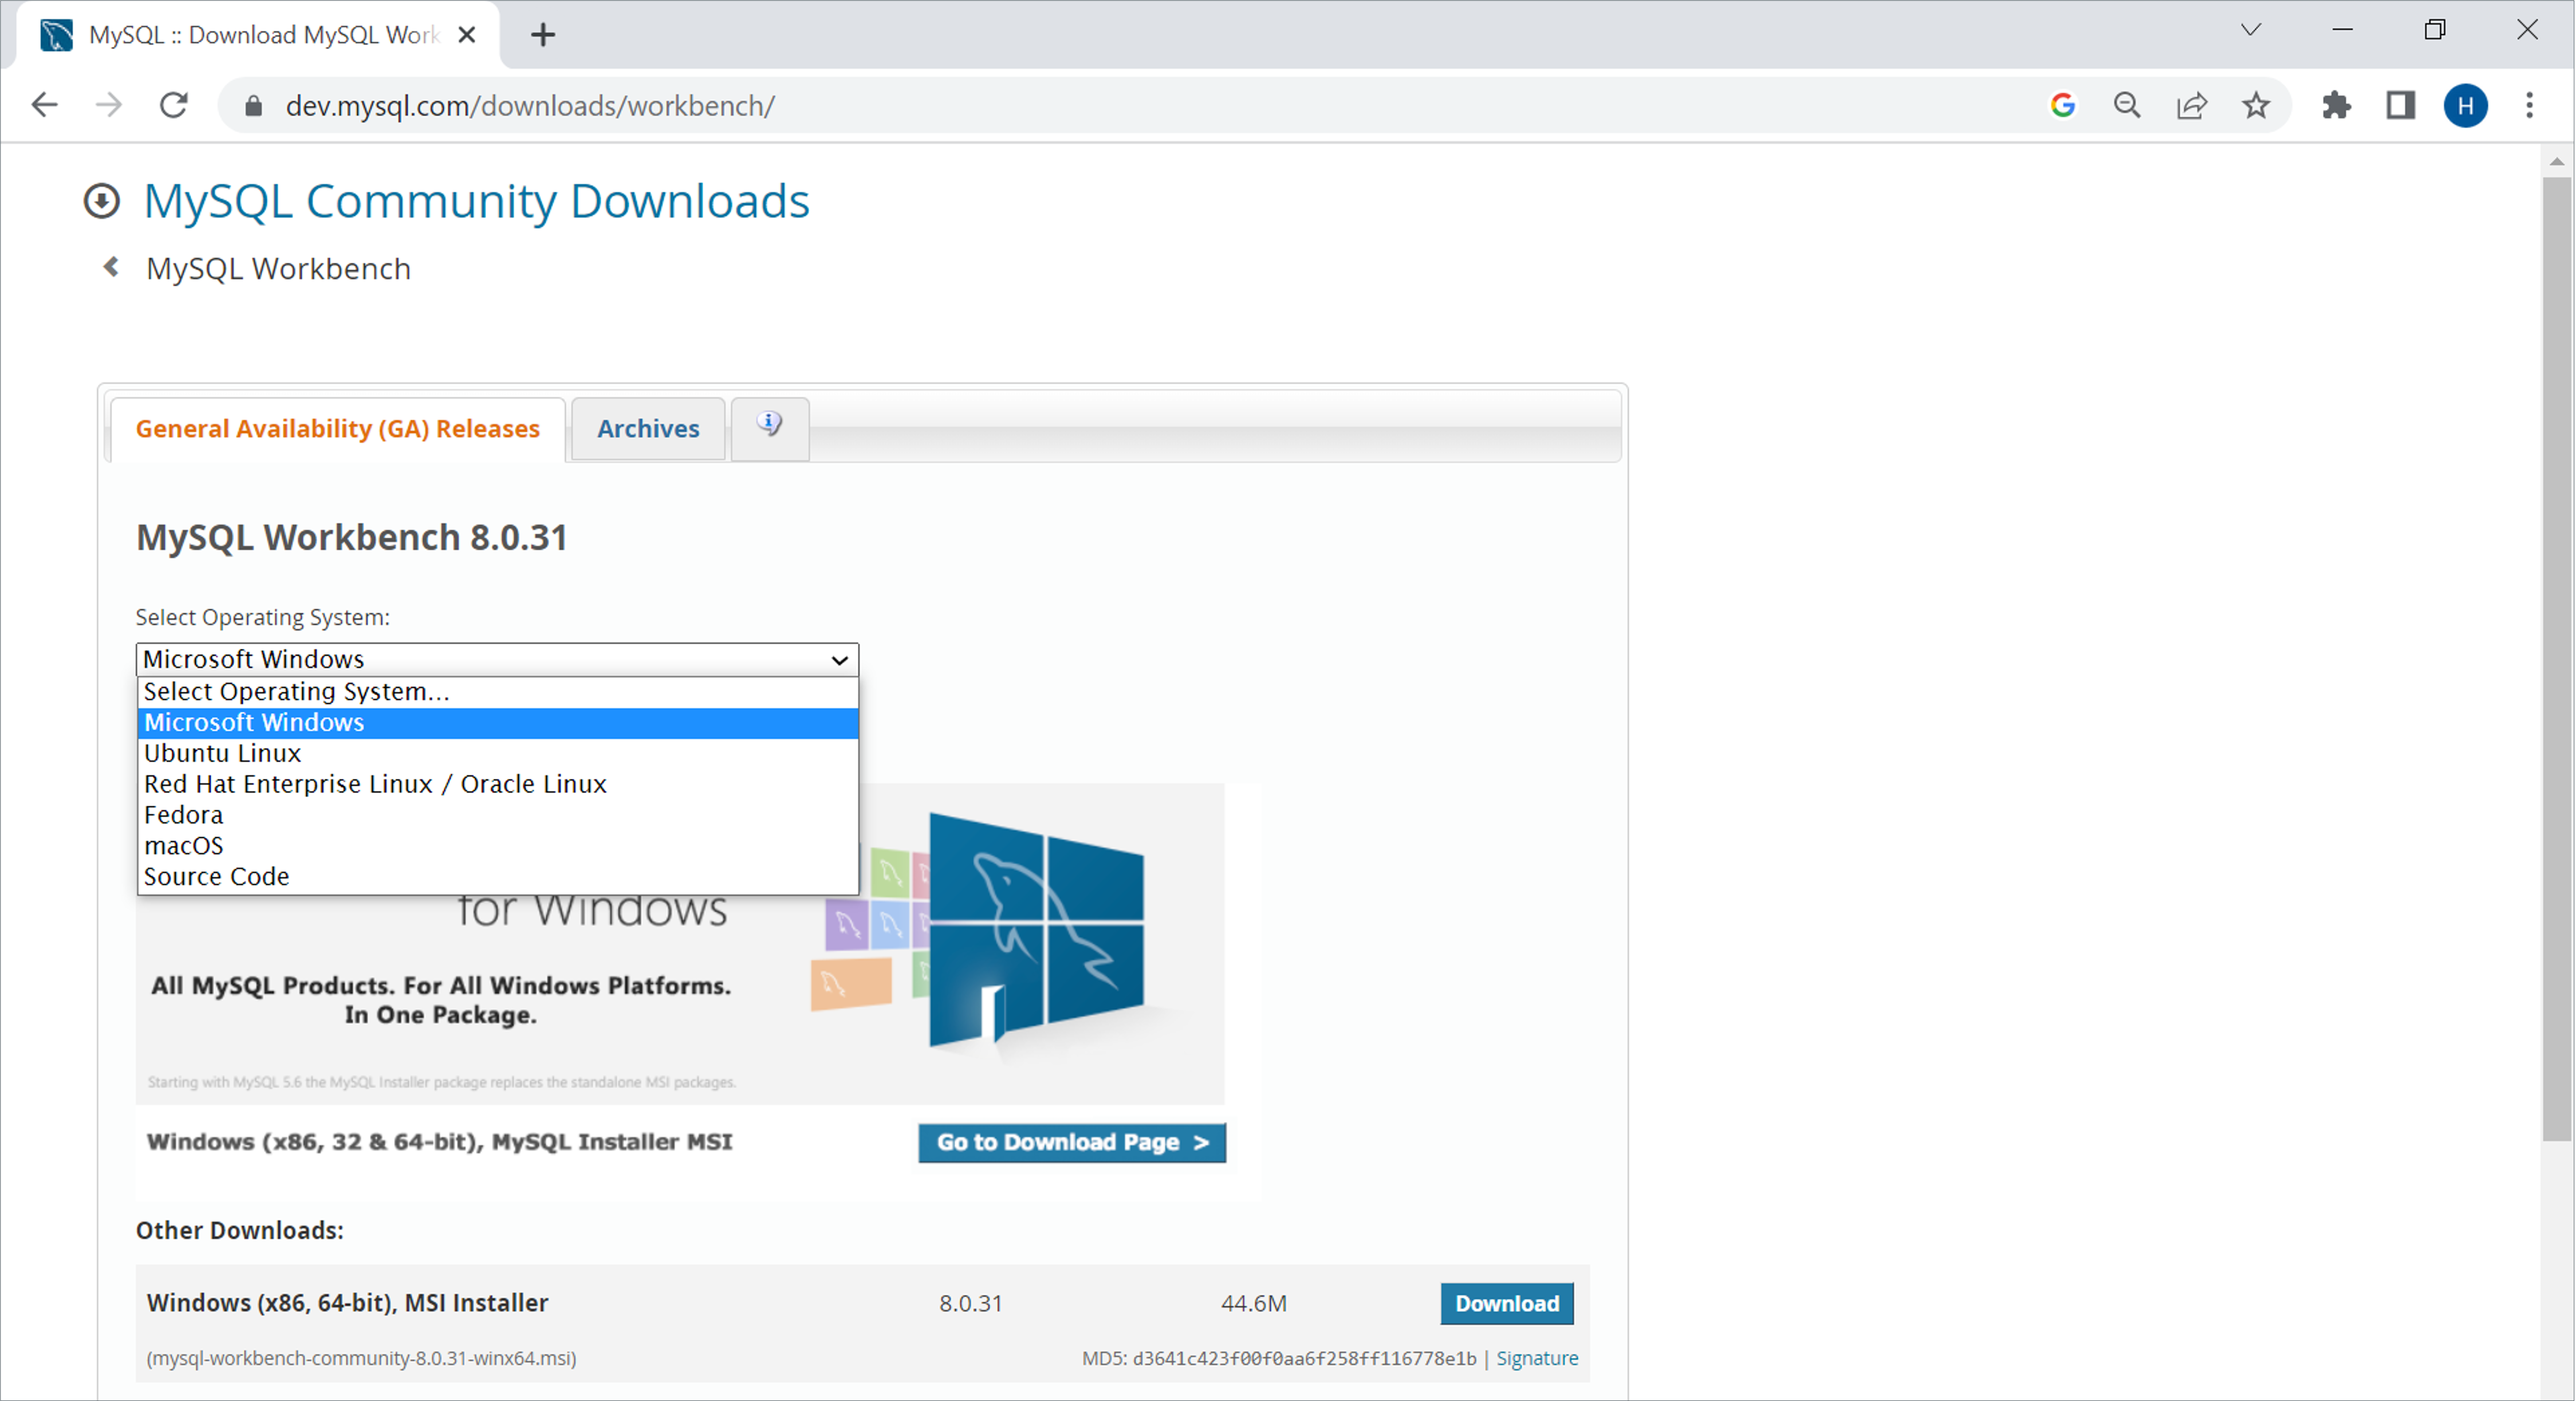 MySQL :: Download MySQL Work
dev.mysql.com/downloads/workbench/
H
MySQL Community Downloads
MySQL Workbench
General Availability (GA) Releases
Archives
MySQL Workbench 8.0.31
Select Operating System:
Microsoft Windows
Select Operating System...
Microsoft Windows
Ubuntu Linux
Red Hat Enterprise Linux / Oracle Linux
Fedora
macOS
Source Code
for Windows
All MySQL Products. For All Windows Platforms.
In One Package.
Starting with MySQL 5.6 the MySQL Installer package replaces the standalone MSI packages.
Windows (x86, 32 & 64-bit), MySQL Installer MSI
Go to Download Page >
Other Downloads:
Windows (x86, 64-bit), MSI Installer 8.0.31 44.6M Download
(mysql-workbench-community-8.0.31-winx64.msi) MD5: d3641c423f00f0aa6f258ff116778e1b | Signature